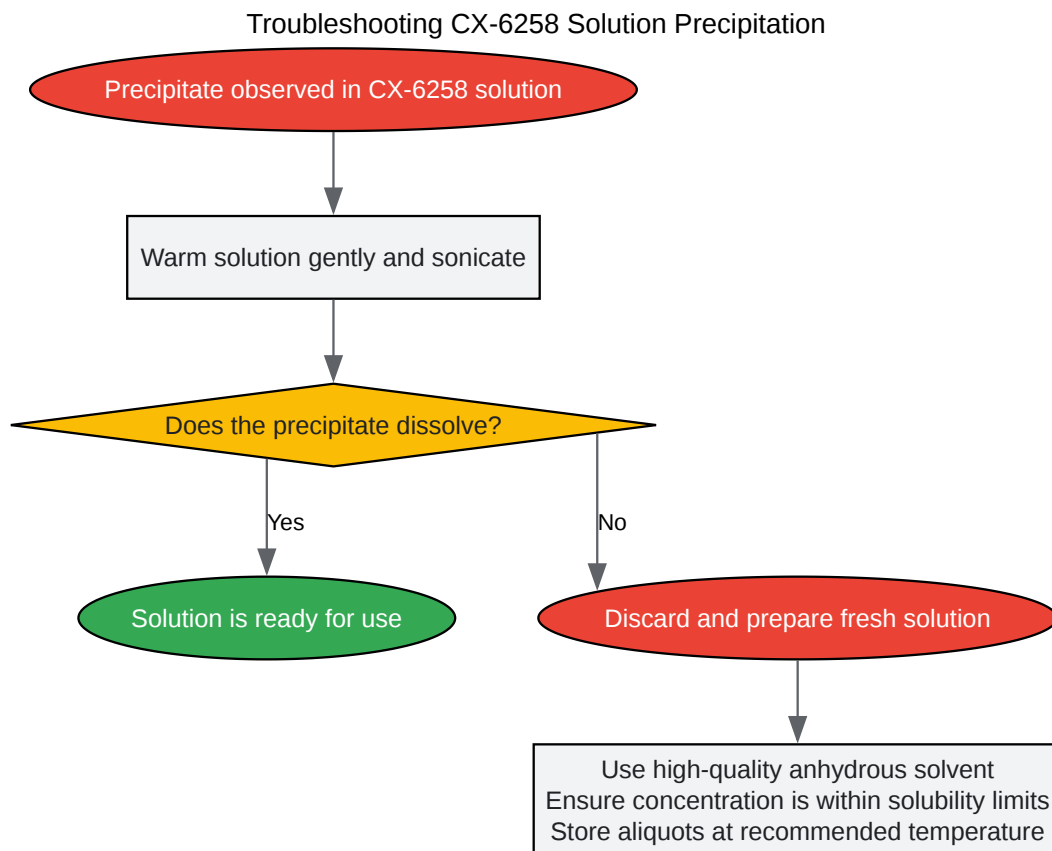 Troubleshooting CX-6258 Solution Precipitation
Precipitate observed in CX-6258 solution
Warm solution gently and sonicate
Does the precipitate dissolve?
Yes
No
Solution is ready for use
Discard and prepare fresh solution
Use high-quality anhydrous solvent
Ensure concentration is within solubility limits
Store aliquots at recommended temperature